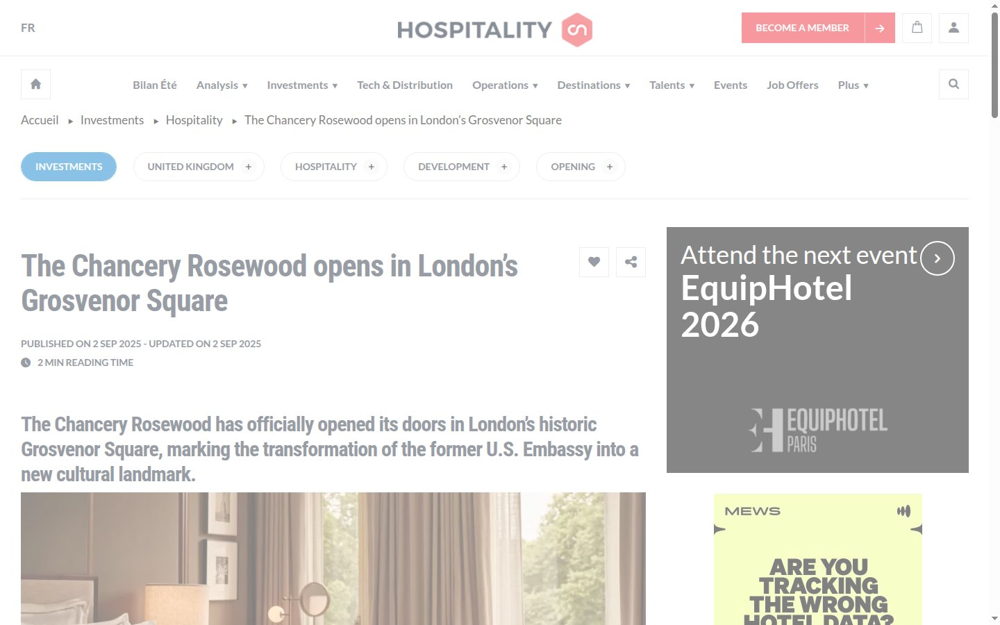 FR
HOSPITALITY
BECOME A MEMBER
Bilan Été Analysis Investments Tech & Distribution Operations Destinations Talents Events Job Offers Plus
Accueil Investments Hospitality The Chancery Rosewood opens in London’s Grosvenor Square
INVESTMENTS UNITED KINGDOM + HOSPITALITY + DEVELOPMENT + OPENING +
The Chancery Rosewood opens in London’s
Grosvenor Square
PUBLISHED ON 2 SEP 2025 - UPDATED ON 2 SEP 2025
2 MIN READING TIME
The Chancery Rosewood has officially opened its doors in London’s historic
Grosvenor Square, marking the transformation of the former U.S. Embassy into a
new cultural landmark.
Attend the next event
EquipHotel
2026
EH EQUIPHOTEL
PARIS
MEWS
ARE YOU
TRACKING
THE WRONG
HOTEL DATA?